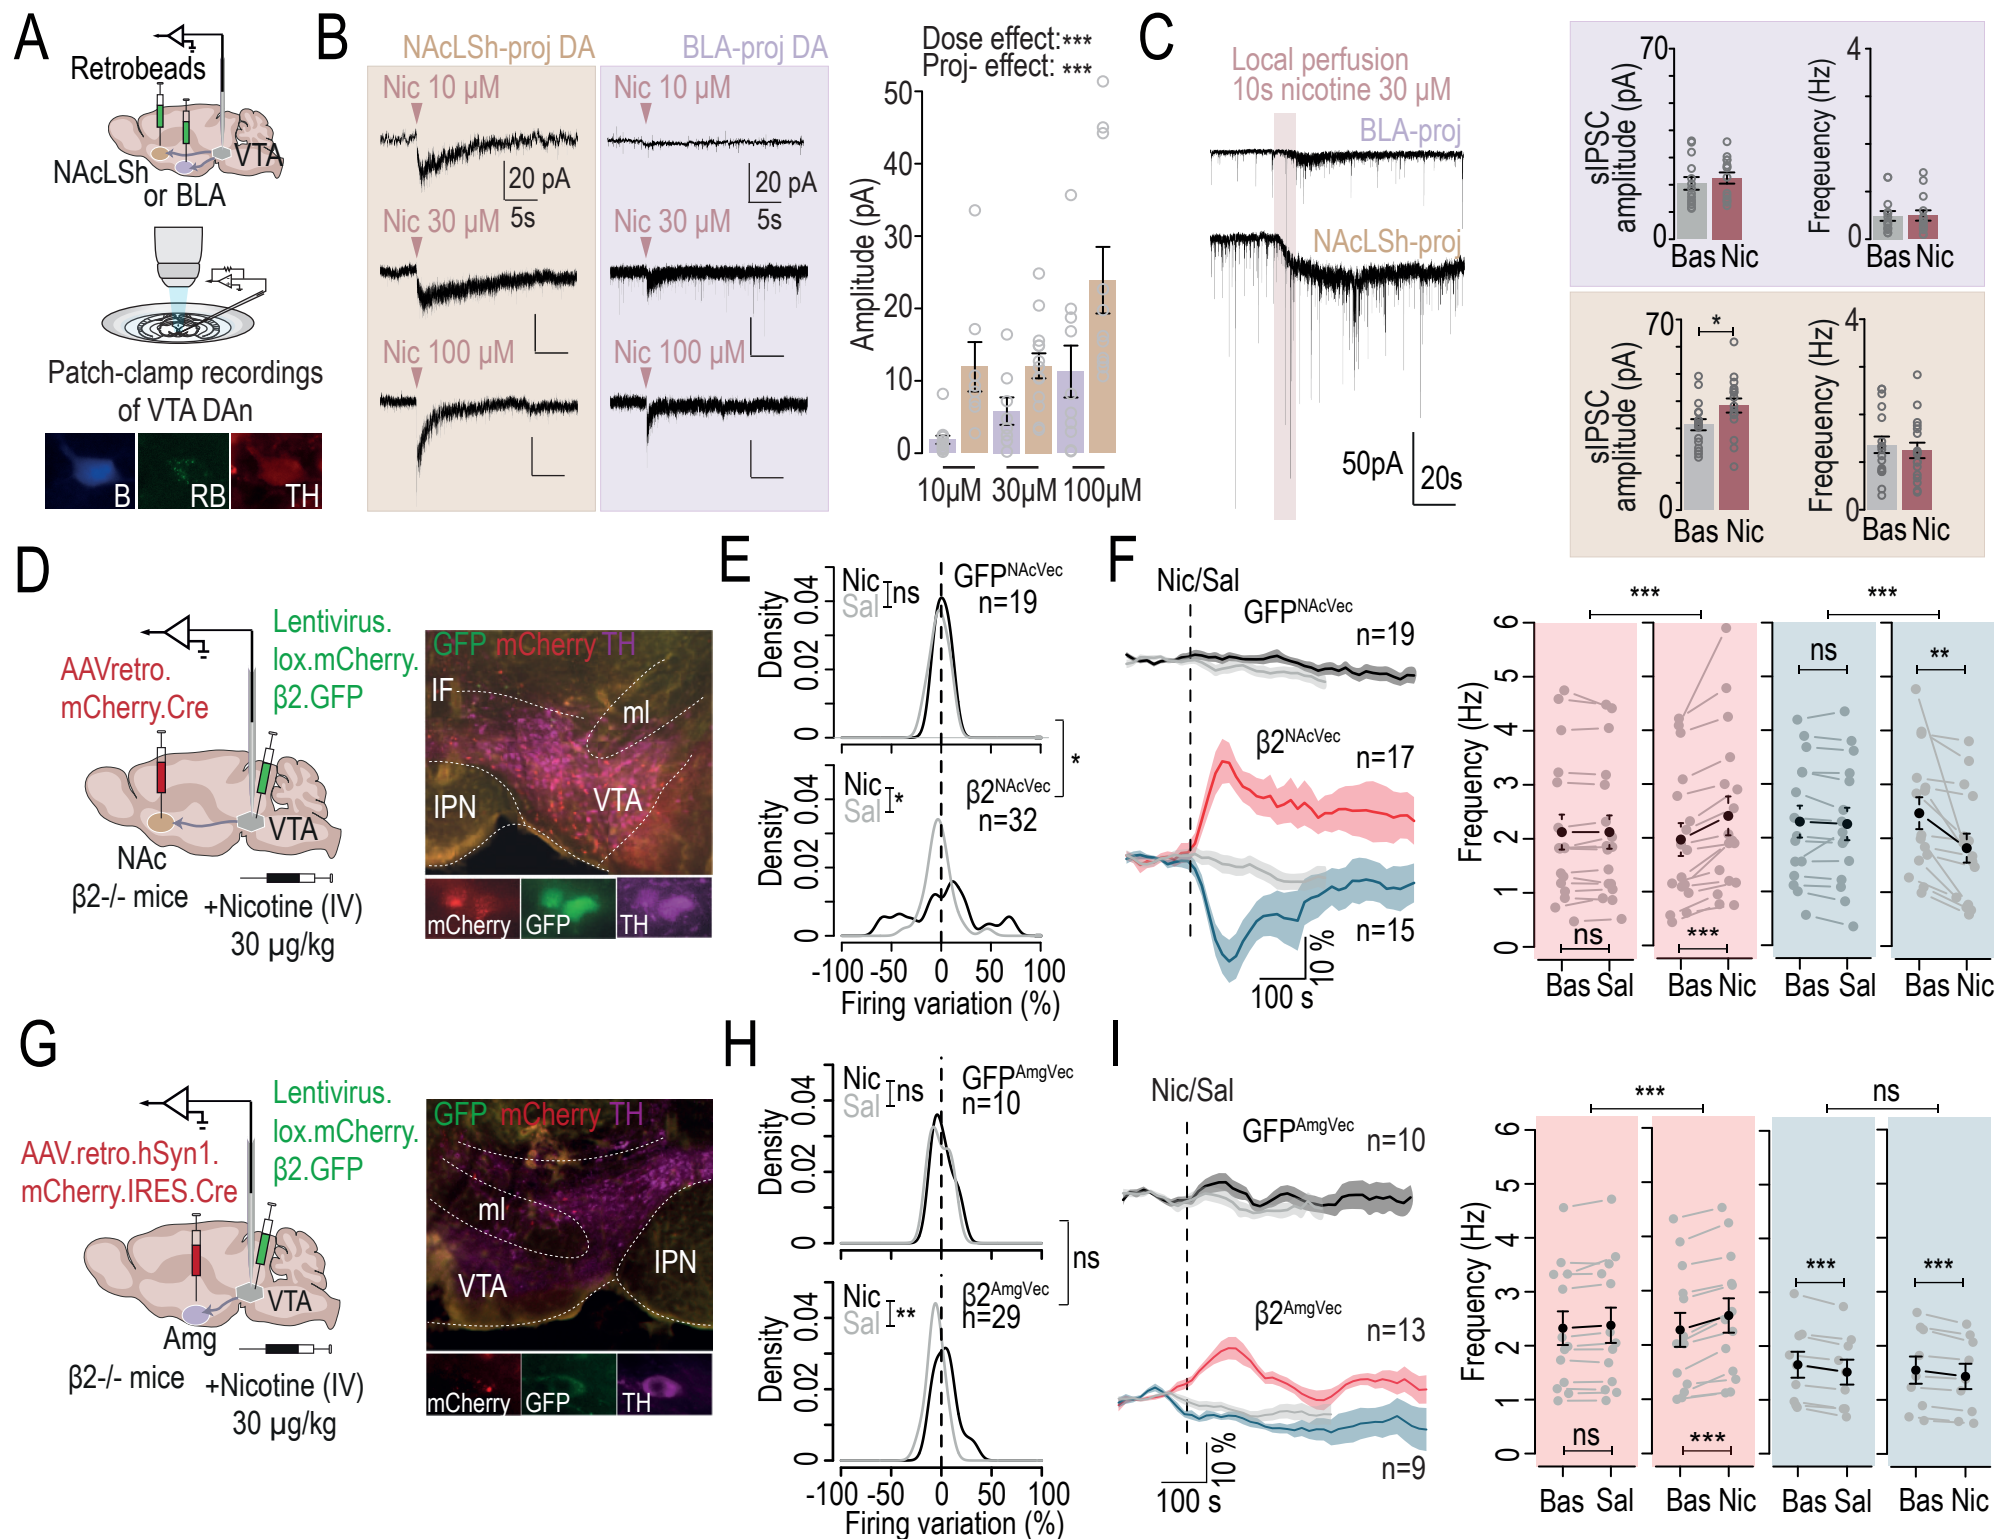 A
Retrobeads
VTA
NAcLSh
or BLA
Patch-clamp recordings
of VTA DAn
B
RB
TH
B
NAcLSh-proj DA
BLA-proj DA
Nic 10 µM
Nic 10 µM
20 pA
5s
20 pA
5s
Nic 30 µM
Nic 30 µM
Nic 100 µM
Nic 100 µM
Dose effect:***
Proj- effect: ***
Amplitude (pA)
50
40
30
20
10
0
10µM
30µM
100µM
C
Local perfusion
10s nicotine 30 µM
BLA-proj
NAcLSh-proj
50pA
20s
sIPSC
amplitude (pA)
70
0
Bas Nic
Freqeuency (Hz)
4
0
Bas Nic
sIPSC
amplitude (pA)
70
0
*
Bas Nic
Freqeuency (Hz)
4
0
Bas Nic
D
Lentivirus.
lox.mCherry.
β2.GFP
AAVretro.
mCherry.Cre
VTA
NAc
β2-/- mice
+Nicotine (IV)
30 µg/kg
GFP mCherry TH
IF
ml
IPN
VTA
mCherry
GFP
TH
E
Density
0 0.02 0.04
Nic
Sal
ns
GFPNAcVec
n=19
*
Density
0 0.02 0.04
Nic
Sal
*
β2NAcVec
n=32
-100 -50 0 50 100
Firing variation (%)
F
Nic/Sal
GFPNAcVec
n=19
β2NAcVec
n=17
n=15
10 %
100 s
Frequency (Hz)
6
5
4
3
2
1
0
***
***
ns
**
ns
***
Bas Sal
Bas Nic
Bas Sal
Bas Nic
G
Lentivirus.
lox.mCherry.
β2.GFP
AAV.retro.hSyn1.
mCherry.IRES.Cre
VTA
Amg
β2-/- mice
+Nicotine (IV)
30 µg/kg
GFP mCherry TH
ml
IPN
VTA
mCherry
GFP
TH
H
Density
0 0.02 0.04
Nic
Sal
ns
GFPAmgVec
n=10
ns
Density
0 0.02 0.04
Nic
Sal
**
β2AmgVec
n=29
-100 -50 0 50 100
Firing variation (%)
I
Nic/Sal
GFPAmgVec
n=10
β2AmgVec
n=13
n=9
10 %
100 s
Frequency (Hz)
6
5
4
3
2
1
0
***
ns
***
***
ns
***
Bas Sal
Bas Nic
Bas Sal
Bas Nic